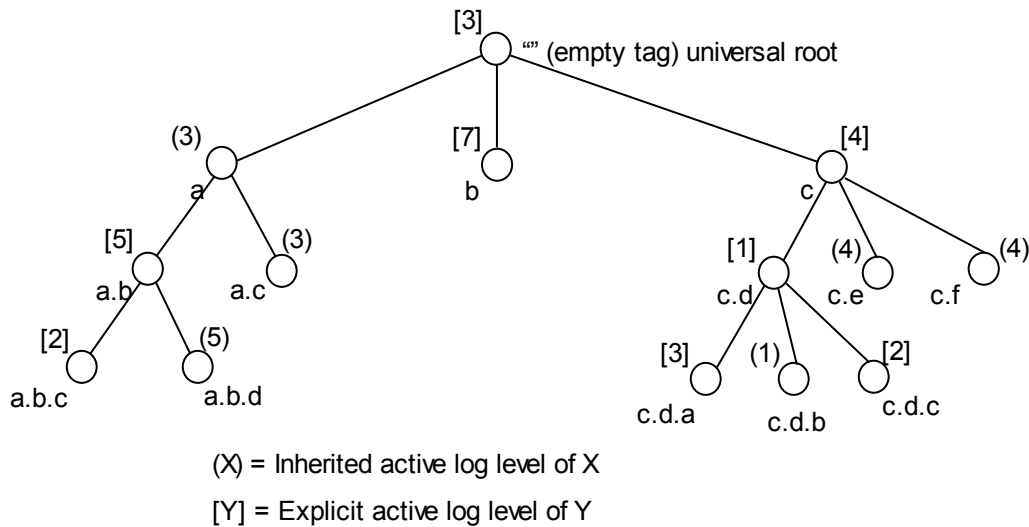 [3]
“” (empty tag) universal root
(3)
a
[7]
b
[4]
c
[5]
a.b
(3)
a.c
[1]
c.d
(4)
c.e
(4)
c.f
[2]
a.b.c
(5)
a.b.d
[3]
c.d.a
(1)
c.d.b
[2]
c.d.c
(X) = Inherited active log level of X
[Y] = Explicit active log level of Y